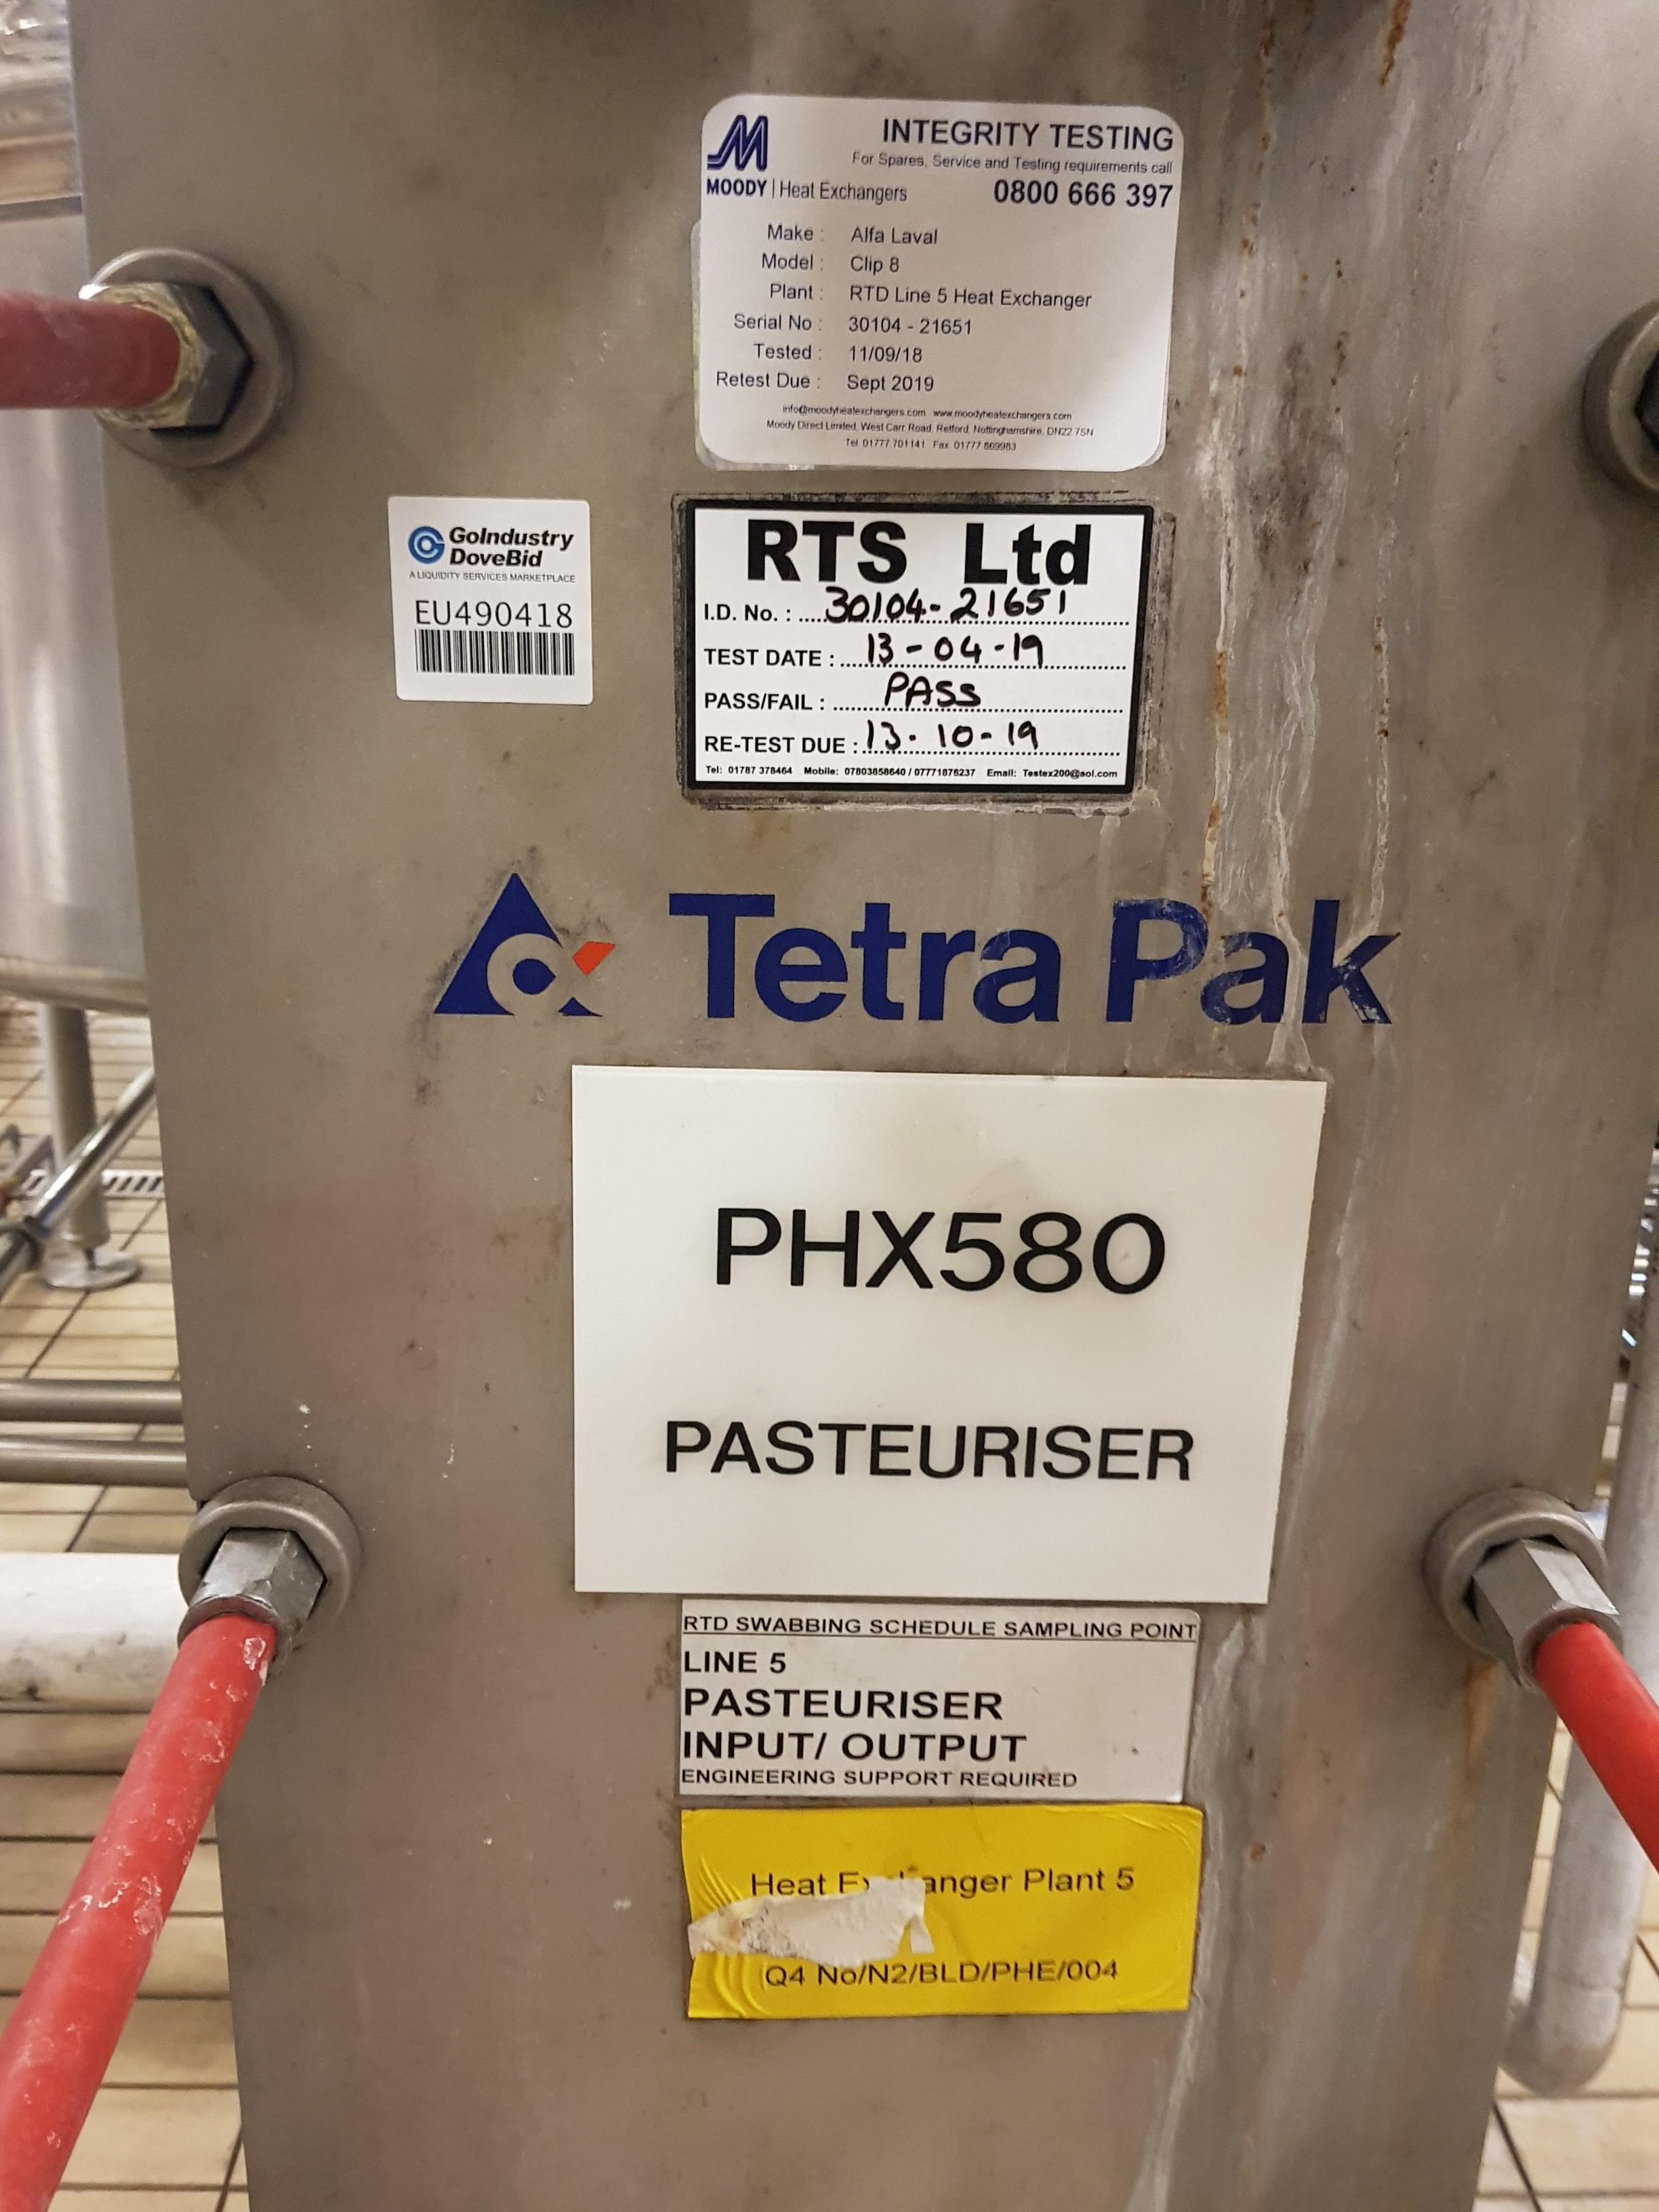 INTEGRITY TESTING
For Spares, Service and Testing requirements call
MOODY | Heat Exchangers 0800 666 397
Make : Alfa Laval
Model : Clip 8
Plant : RTD Line 5 Heat Exchanger
Serial No : 30104 - 21651
Tested : 11/09/18
Retest Due : Sept 2019
info@moodyheatexchangers.com www.moodyheatexchangers.com
Moody Direct Limited, West Carr Road, Retford, Nottinghamshire, DN22 7SN
Tel 01777 701141 Fax 01777 869983
GoIndustry
DoveBid
A LIQUIDITY SERVICES MARKETPLACE
EU490418
RTS Ltd
I.D. No. : 30104-21651
TEST DATE : 13-04-19
PASS/FAIL : PASS
RE-TEST DUE : 13-10-19
Tel: 01787 378464 Mobile: 07803858640 / 07771876237 Email: Testex200@aol.com
Tetra Pak
PHX580
PASTEURISER
RTD SWABBING SCHEDULE SAMPLING POINT
LINE 5
PASTEURISER
INPUT/ OUTPUT
ENGINEERING SUPPORT REQUIRED
Heat Plant 5
Q4 No/N2/BLD/PHE/004